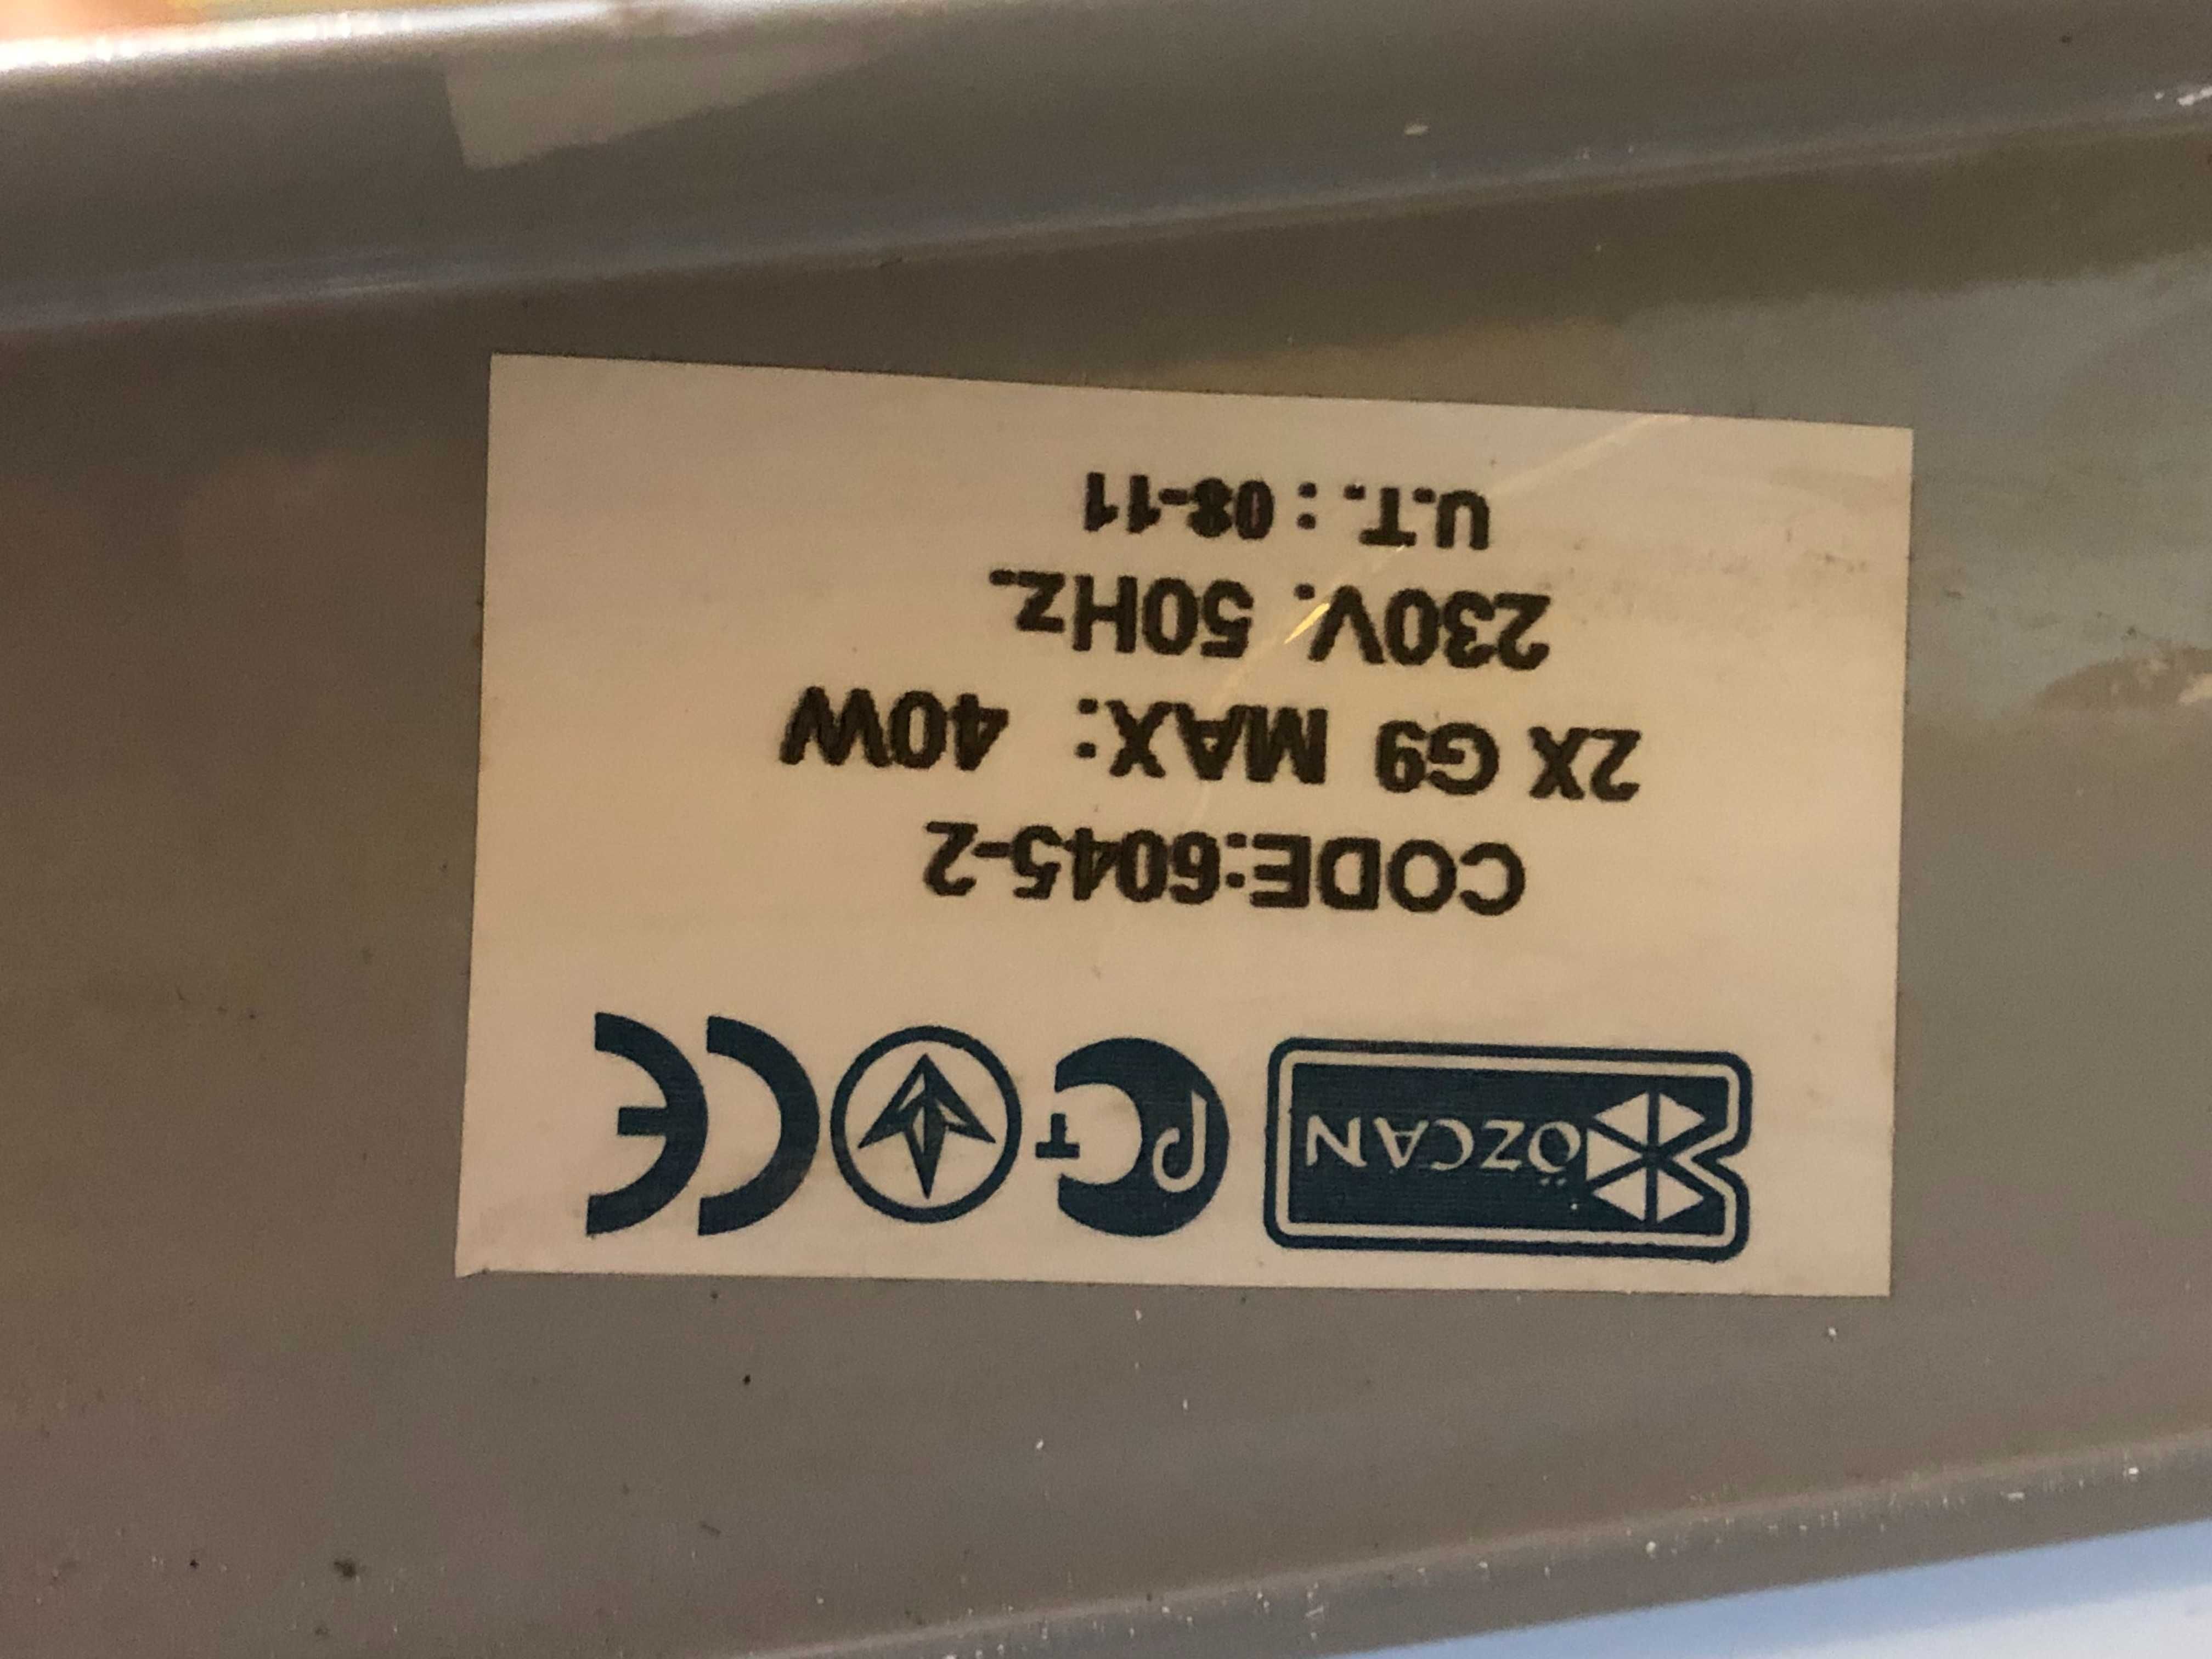 ÖZCAN PCT CE
CODE:6045-2
2X G9 MAX: 40W
230V. 50Hz.
U.T. : 08-11